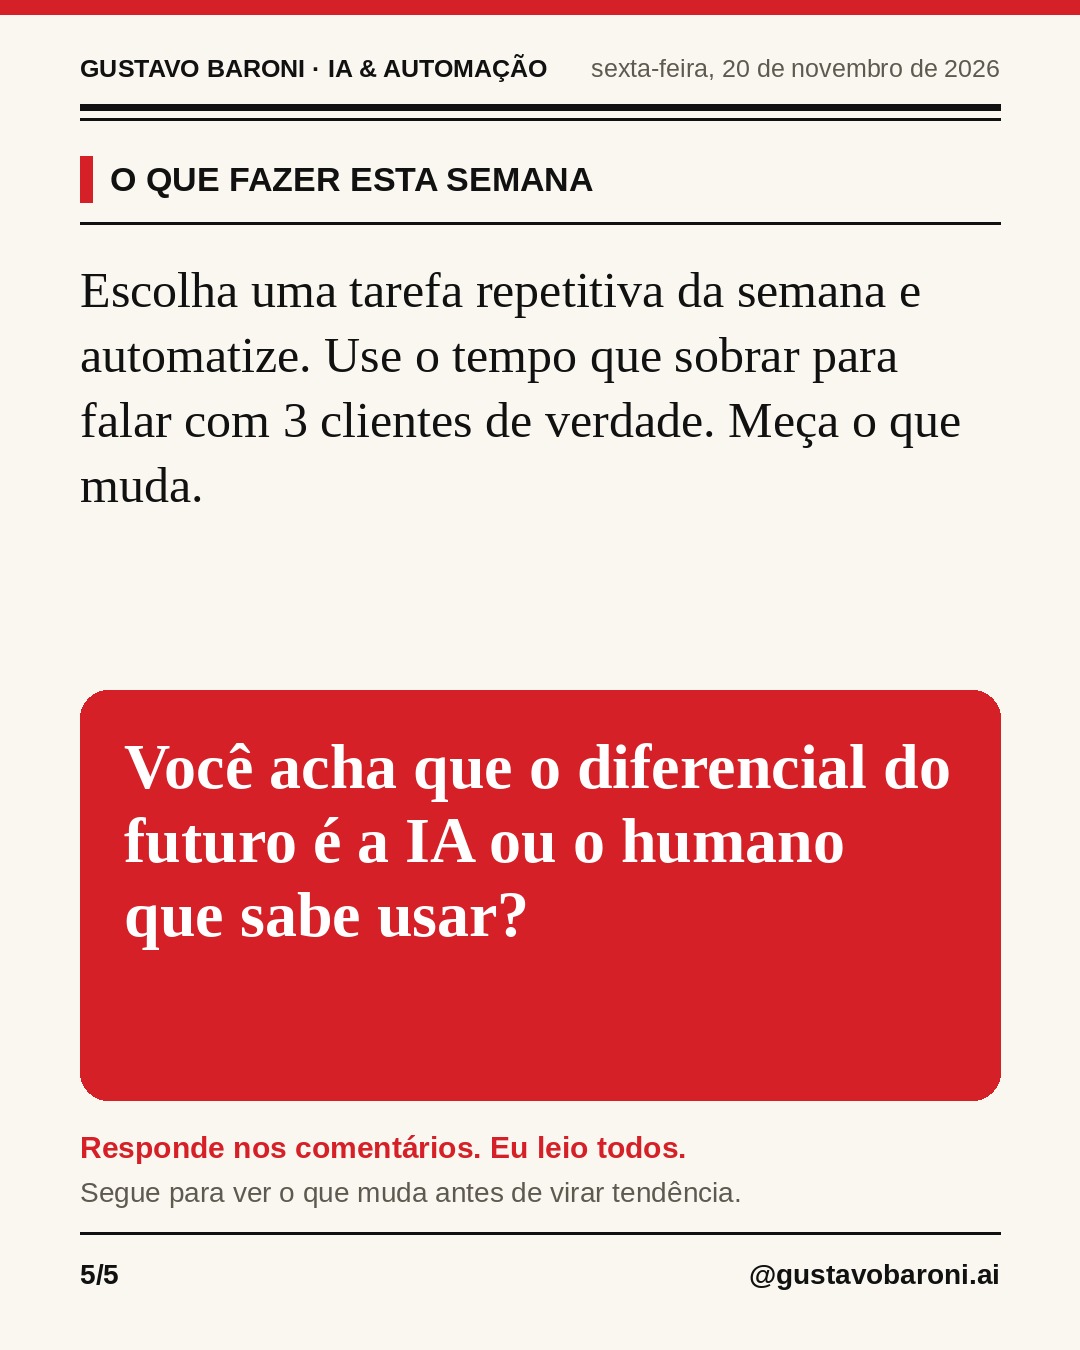 GUSTAVO BARONI · IA & AUTOMAÇÃO
sexta-feira, 20 de novembro de 2026
O QUE FAZER ESTA SEMANA
Escolha uma tarefa repetitiva da semana e
automatize. Use o tempo que sobrar para
falar com 3 clientes de verdade. Meça o que
muda.
Você acha que o diferencial do
futuro é a IA ou o humano
que sabe usar?
Responde nos comentários. Eu leio todos.
Segue para ver o que muda antes de virar tendência.
5/5
@gustavobaroni.ai